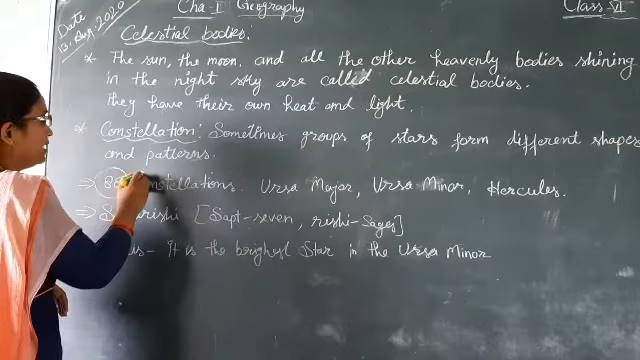 Date
13. Aug. 2020
Cha-I Geography
Class-VI
Celestial bodies.
* The sun, the moon, and all the other heavenly bodies shining
in the night sky are called celestial bodies.
They have their own heat and light.
* Constellation: Sometimes groups of stars form different shapes
and patterns.
⇒ Constellations. Ursa Major, Ursa Minor, Hercules.
⇒ [Sapt-seven, rishi-Sages]
- It is the brighest Star in the Ursa Minor